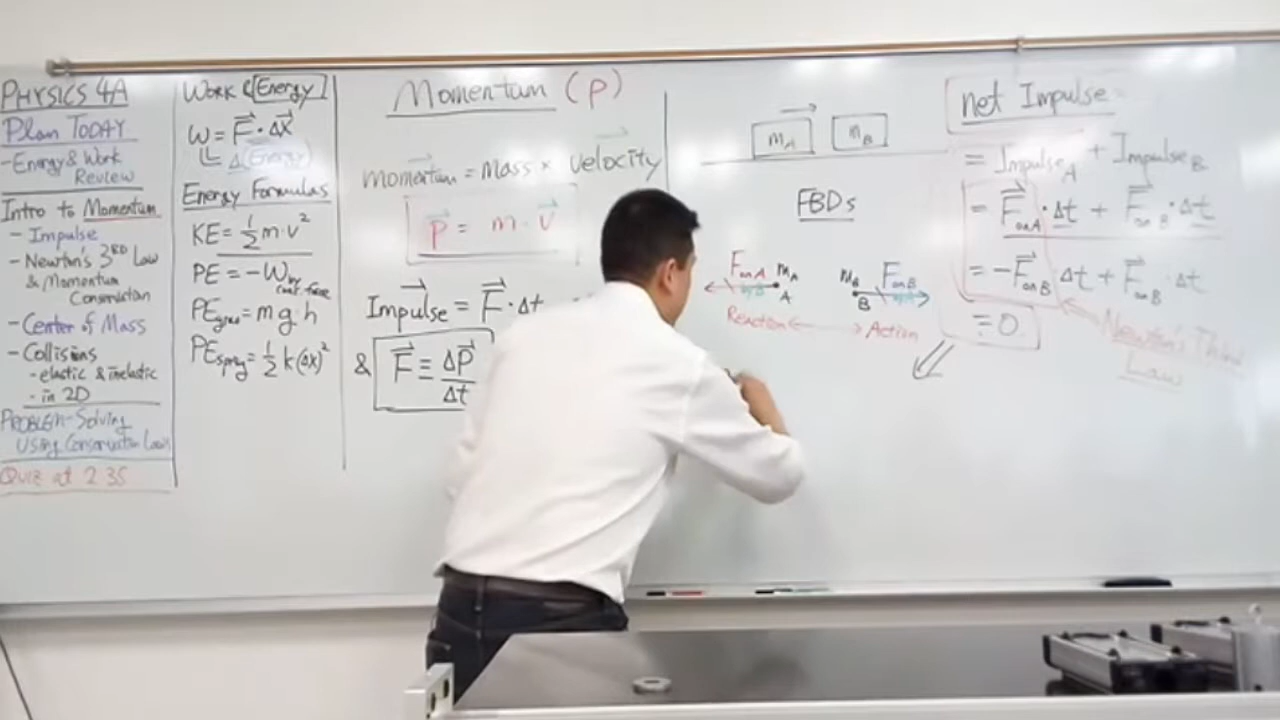 PHYSICS 4A
Plan TODAY
- Energy & Work
Review
Intro to Momentum
- Impulse
- Newton's 3RD Law
& Momentum
Conservation
- Center of Mass
- Collisions
- elastic & inelastic
- in 2D
PROBLEM-Solving
Using Conservation Laws
Quiz at 2:35
Work & Energy
W = F · Δx
Δ(Energy)
Energy Formulas
KE = ½ m·v²
PE = -W
PEgrav = m g h
PEspring = ½ k(Δx)²
Momentum (p)
momentum = mass × velocity
p = m · v
Impulse = F · Δt
& F ≡ Δp/Δt
mA mB
FBDs
FonA mA
A
mB FonB
B
Reaction ← → Action
net Impulse
= ImpulseA + ImpulseB
= FonA · Δt + FonB · Δt
= -FonB Δt + FonB · Δt
= 0
Newton's Third
Law